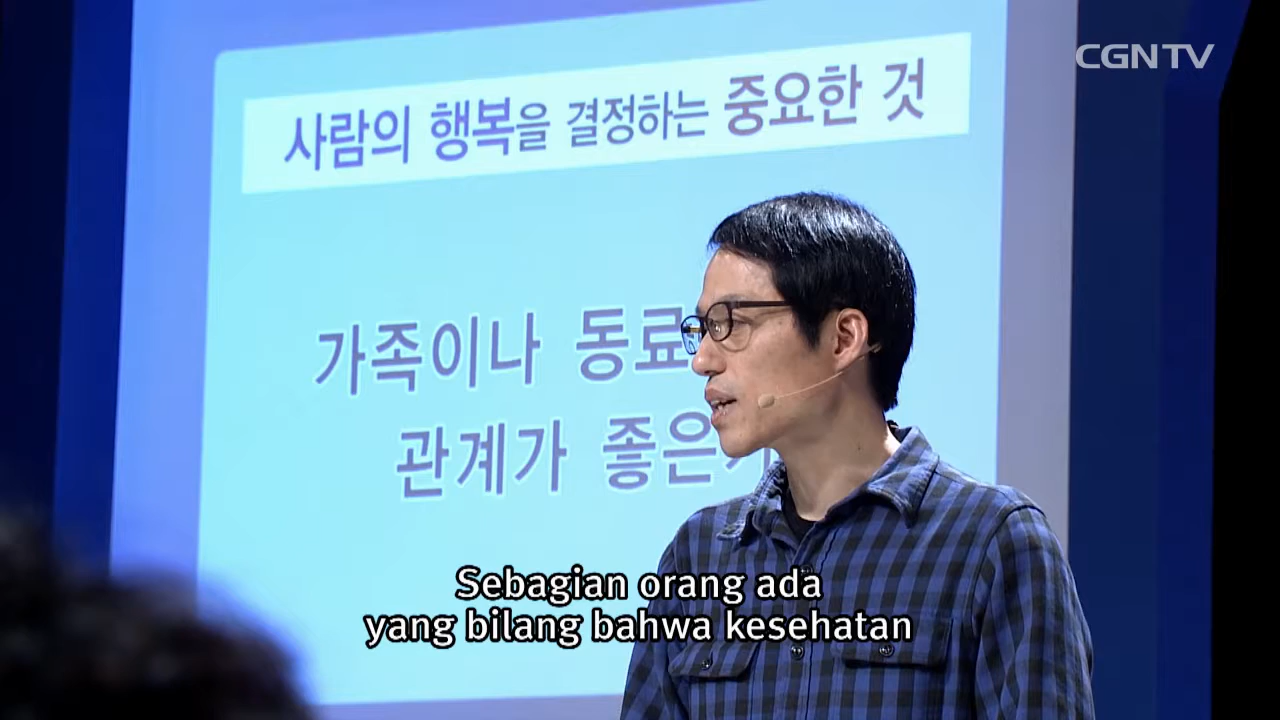 CGNTV
사람의 행복을 결정하는 중요한 것
가족이나 동료
관계가 좋은가
Sebagian orang ada
yang bilang bahwa kesehatan